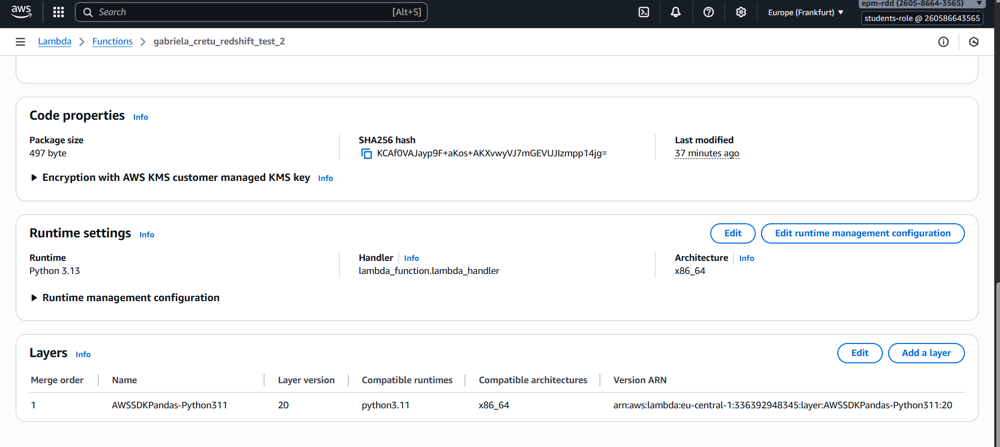 aws
Search [Alt+S]
Europe (Frankfurt)
epm-rdd (2605-8664-3565)
students-role @ 260586643565
Lambda > Functions > gabriela_cretu_redshift_test_2
Code properties Info
Package size
497 byte
SHA256 hash
KCAf0VAJayp9F+aKos+AKXvwyVJ7mGEVUJIzmpp14jg=
Last modified
37 minutes ago
Encryption with AWS KMS customer managed KMS key Info
Runtime settings Info
Edit
Edit runtime management configuration
Runtime
Python 3.13
Handler Info
lambda_function.lambda_handler
Architecture Info
x86_64
Runtime management configuration
Layers Info
Edit
Add a layer
Merge order Name Layer version Compatible runtimes Compatible architectures Version ARN
1 AWSSDKPandas-Python311 20 python3.11 x86_64 arn:aws:lambda:eu-central-1:336392948345:layer:AWSSDKPandas-Python311:20